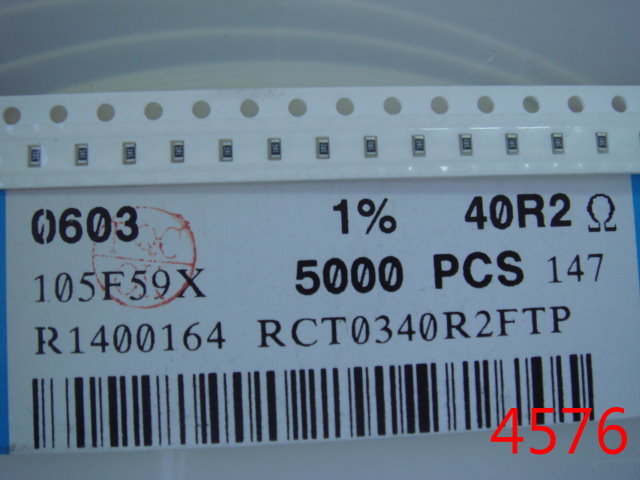 0603 1% 40R2 Ω
105F59X 5000 PCS 147
R1400164 RCT0340R2FTP
4576